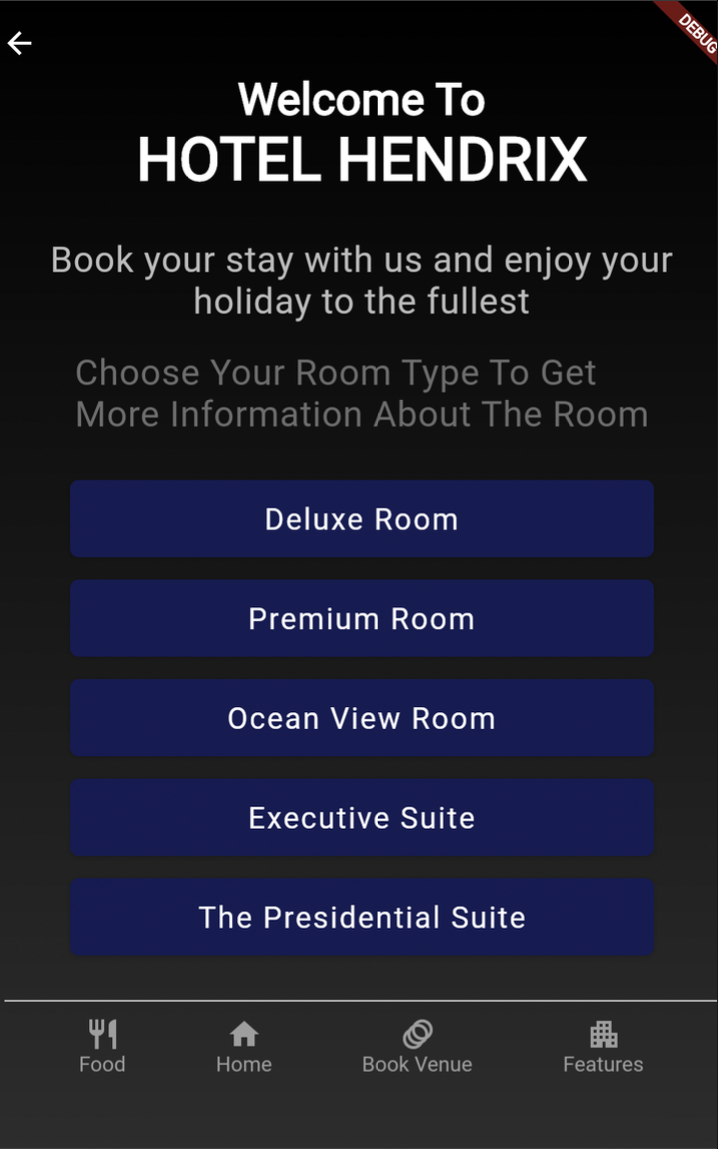 DEBUG
Welcome To
HOTEL HENDRIX
Book your stay with us and enjoy your
holiday to the fullest
Choose Your Room Type To Get
More Information About The Room
Deluxe Room
Premium Room
Ocean View Room
Executive Suite
The Presidential Suite
Food
Home
Book Venue
Features